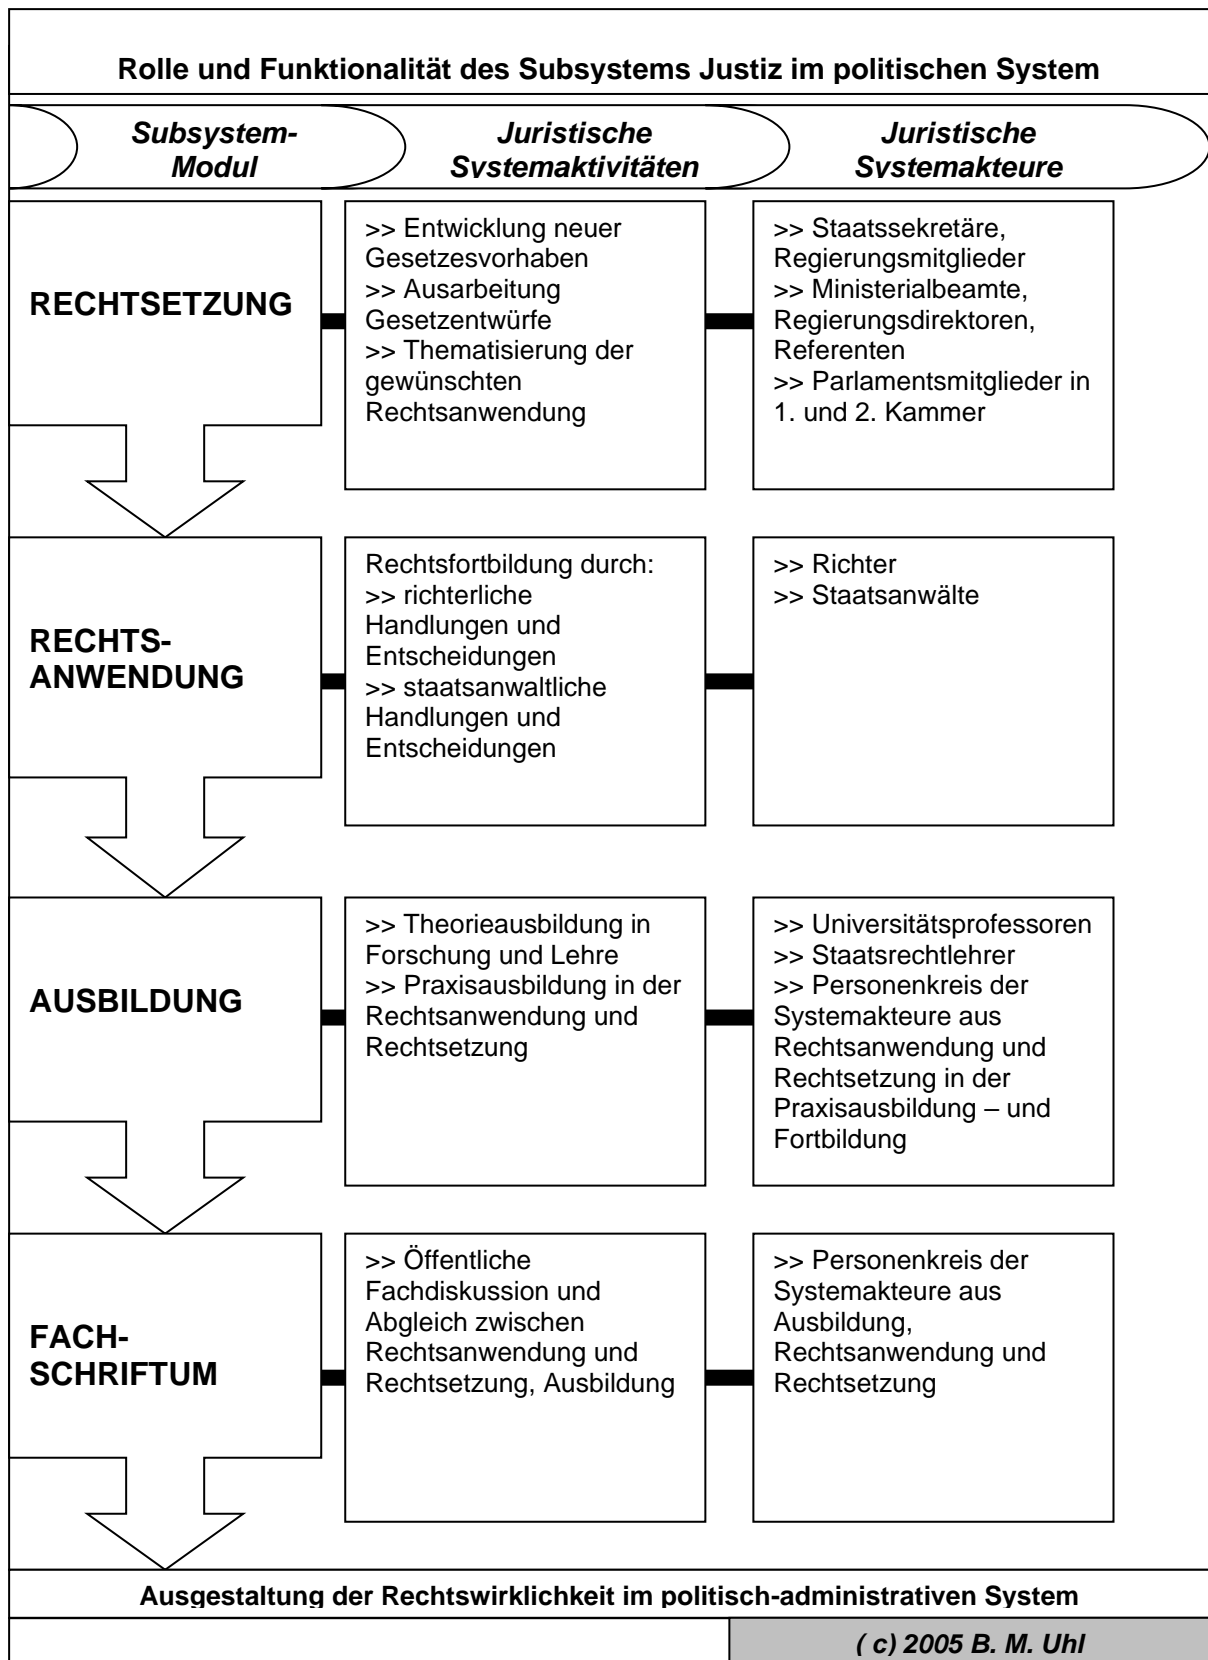 Rolle und Funktionalität des Subsystems Justiz im politischen System
Subsystem-
Modul
Juristische
Systemaktivitäten
Juristische
Systemakteure
RECHTSETZUNG
>> Entwicklung neuer
Gesetzesvorhaben
>> Ausarbeitung
Gesetzentwürfe
>> Thematisierung der
gewünschten
Rechtsanwendung
>> Staatssekretäre,
Regierungsmitglieder
>> Ministerialbeamte,
Regierungsdirektoren,
Referenten
>> Parlamentsmitglieder in
1. und 2. Kammer
RECHTS-
ANWENDUNG
Rechtsfortbildung durch:
>> richterliche
Handlungen und
Entscheidungen
>> staatsanwaltliche
Handlungen und
Entscheidungen
>> Richter
>> Staatsanwälte
AUSBILDUNG
>> Theorieausbildung in
Forschung und Lehre
>> Praxisausbildung in der
Rechtsanwendung und
Rechtsetzung
>> Universitätsprofessoren
>> Staatsrechtlehrer
>> Personenkreis der
Systemakteure aus
Rechtsanwendung und
Rechtsetzung in der
Praxisausbildung – und
Fortbildung
FACH-
SCHRIFTUM
>> Öffentliche
Fachdiskussion und
Abgleich zwischen
Rechtsanwendung und
Rechtsetzung, Ausbildung
>> Personenkreis der
Systemakteure aus
Ausbildung,
Rechtsanwendung und
Rechtsetzung
Ausgestaltung der Rechtswirklichkeit im politisch-administrativen System
( c) 2005 B. M. Uhl